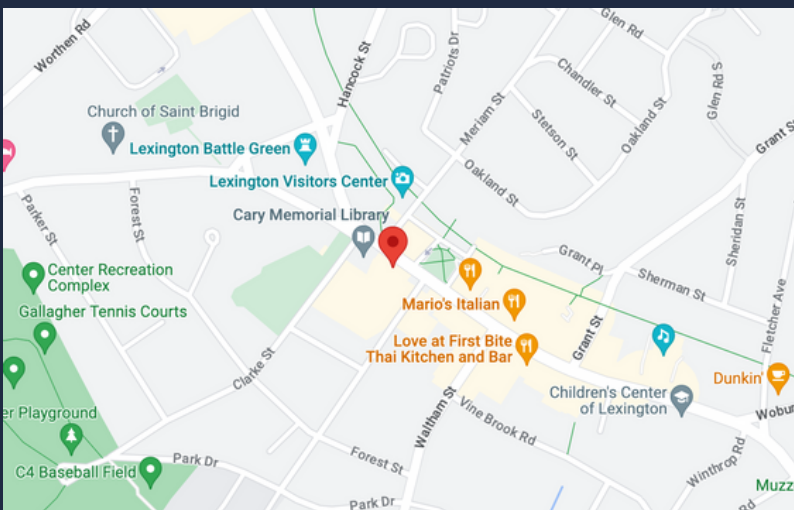 Worthen Rd
Hancock St
Patriots Dr
Glen Rd
Chandler St
Glen Rd S
Church of Saint Brigid
Meriam St
Stetson St
Oakland St
Grant St
Lexington Battle Green
Lexington Visitors Center
Oakland St
Parker St
Forest St
Cary Memorial Library
Sheridan St
Center Recreation
Complex
Grant Pl
Sherman St
Gallagher Tennis Courts
Mario's Italian
Fletcher Ave
Love at First Bite
Thai Kitchen and Bar
Grant St
Clarke St
Dunkin'
Children's Center
of Lexington
er Playground
Waltham St
Vine Brook Rd
Wobur
C4 Baseball Field
Park Dr
Forest St
Winthrop Rd
Muzz
Park Dr
Rd